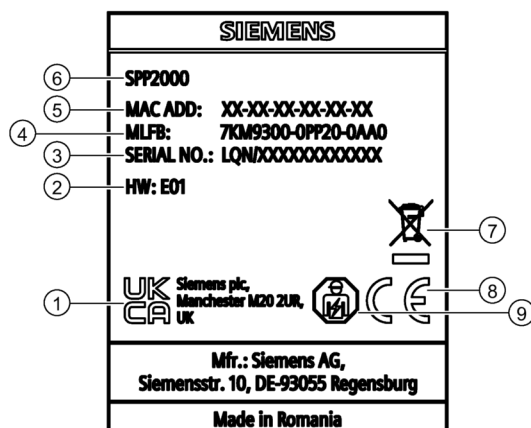 SIEMENS
6 SPP2000
5 MAC ADD: XX-XX-XX-XX-XX-XX
4 MLFB: 7KM9300-0PP20-0AA0
3 SERIAL NO.: LQN/XXXXXXXXXXXX
2 HW: E01
7
1 UK CA Siemens plc,
Manchester M20 2UR,
UK
CE 8
9
Mfr.: Siemens AG,
Siemensstr. 10, DE-93055 Regensburg
Made in Romania